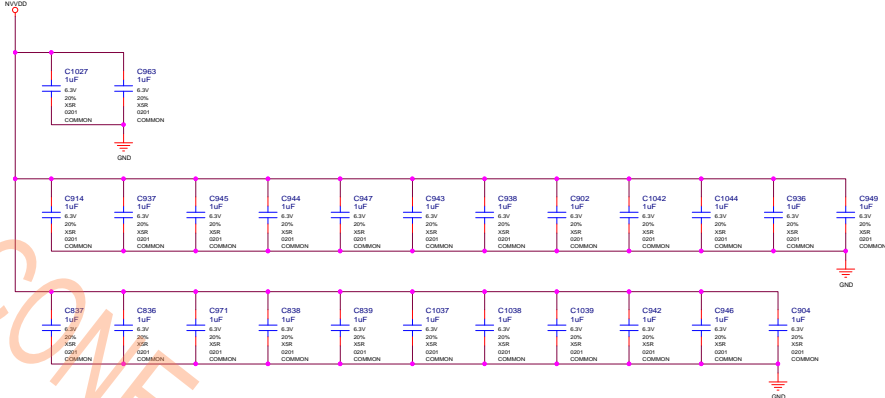 NVVDD
C1027 C963
1uF 1uF
6.3V 6.3V
20% 20%
X5R X5R
0201 0201
COMMON COMMON
GND
C914 C937 C945 C944 C947 C943 C938 C902 C1042 C1044 C936 C949
1uF 1uF 1uF 1uF 1uF 1uF 1uF 1uF 1uF 1uF 1uF 1uF
6.3V 6.3V 6.3V 6.3V 6.3V 6.3V 6.3V 6.3V 6.3V 6.3V 6.3V 6.3V
20% 20% 20% 20% 20% 20% 20% 20% 20% 20% 20% 20%
X5R X5R X5R X5R X5R X5R X5R X5R X5R X5R X5R X5R
0201 0201 0201 0201 0201 0201 0201 0201 0201 0201 0201 0201
COMMON COMMON COMMON COMMON COMMON COMMON COMMON COMMON COMMON COMMON COMMON COMMON
GND
C837 C836 C971 C838 C839 C1037 C1038 C1039 C942 C946 C904
1uF 1uF 1uF 1uF 1uF 1uF 1uF 1uF 1uF 1uF 1uF
6.3V 6.3V 6.3V 6.3V 6.3V 6.3V 6.3V 6.3V 6.3V 6.3V 6.3V
20% 20% 20% 20% 20% 20% 20% 20% 20% 20% 20%
X5R X5R X5R X5R X5R X5R X5R X5R X5R X5R X5R
0201 0201 0201 0201 0201 0201 0201 0201 0201 0201 0201
COMMON COMMON COMMON COMMON COMMON COMMON COMMON COMMON COMMON COMMON COMMON
GND